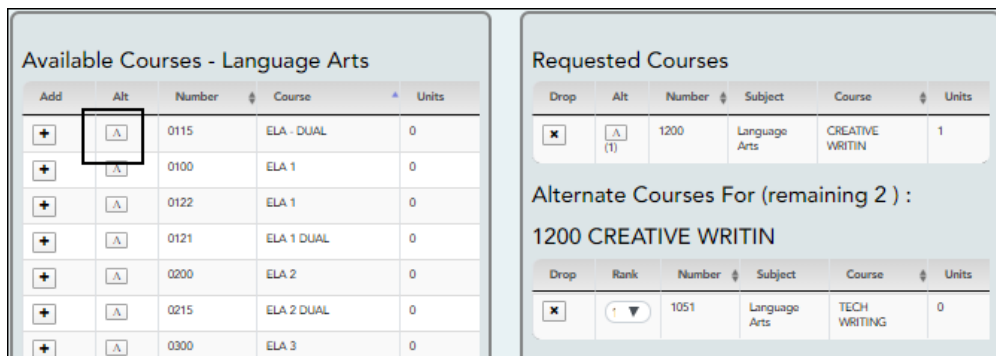 Available Courses - Language Arts
Add Alt Number Course Units
A 0115 ELA - DUAL 0
A 0100 ELA 1 0
A 0122 ELA 1 0
A 0121 ELA 1 DUAL 0
A 0200 ELA 2 0
A 0215 ELA 2 DUAL 0
A 0300 ELA 3 0
Requested Courses
Drop Alt Number Subject Course Units
A 1200 Language CREATIVE 1
(1) Arts WRITIN
Alternate Courses For (remaining 2 ) :
1200 CREATIVE WRITIN
Drop Rank Number Subject Course Units
1051 Language TECH 0
Arts WRITING